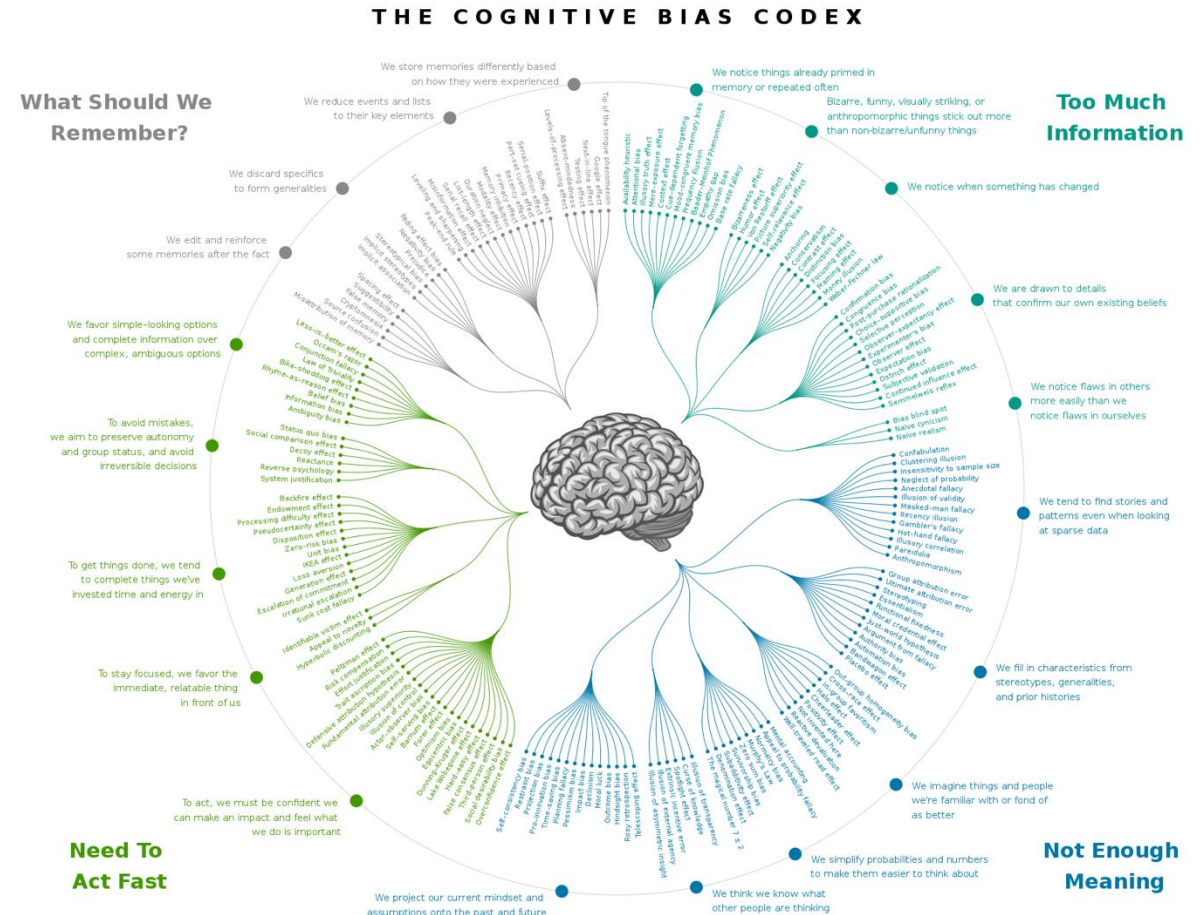 THE COGNITIVE BIAS CODEX
What Should We
Remember?
We store memories differently based
on how they were experienced
We reduce events and lists
to their key elements
We discard specifics
to form generalities
We edit and reinforce
some memories after the fact
Too Much
Information
We notice things already primed in
memory or repeated often
Bizarre, funny, visually striking, or
anthropomorphic things stick out more
than non-bizarre/unfunny things
We notice when something has changed
We are drawn to details
that confirm our own existing beliefs
We notice flaws in others
more easily than we
notice flaws in ourselves
Tip of the tongue phenomenon
Google effect
Next-in-line effect
Testing effect
Absent-mindedness
Levels-of-processing effect
Suffix effect
Serial-position effect
Part-set cuing effect
Recency effect
Primacy effect
Memory inhibition
Modality effect
Duration neglect
List-length effect
Serial recall effect
Misinformation effect
Leveling and sharpening
Peak-end rule
Fading affect bias
Negativity bias
Prejudice
Stereotypical bias
Implicit stereotypes
Implicit association
Spacing effect
Suggestibility
False memory
Cryptomnesia
Source confusion
Misattribution of memory
Availability heuristic
Attentional bias
Illusory truth effect
Mere-exposure effect
Context effect
Cue-dependent forgetting
Mood-congruent memory bias
Frequency illusion
Baader-Meinhof Phenomenon
Empathy gap
Omission bias
Base rate fallacy
Bizarreness effect
Humor effect
Von Restorff effect
Picture superiority effect
Self-relevance effect
Negativity bias
Anchoring
Conservatism
Contrast effect
Distinction bias
Focusing effect
Framing effect
Money illusion
Weber-Fechner law
Confirmation bias
Congruence bias
Post-purchase rationalization
Choice-supportive bias
Selective perception
Observer-expectancy effect
Experimenter's bias
Observer effect
Expectation bias
Ostrich effect
Subjective validation
Continued influence effect
Semmelweis reflex
Bias blind spot
Naïve cynicism
Naïve realism
We favor simple-looking options
and complete information over
complex, ambiguous options
To avoid mistakes,
we aim to preserve autonomy
and group status, and avoid
irreversible decisions
To get things done, we tend
to complete things we've
invested time and energy in
To stay focused, we favor the
immediate, relatable thing
in front of us
To act, we must be confident we
can make an impact and feel what
we do is important
Need To
Act Fast
Less-is-better effect
Occam's razor
Conjunction fallacy
Law of Triviality
Bike-shedding effect
Rhyme-as-reason effect
Belief bias
Information bias
Ambiguity bias
Status quo bias
Social comparison effect
Decoy effect
Reactance
Reverse psychology
System justification
Backfire effect
Endowment effect
Processing difficulty effect
Pseudocertainty effect
Disposition effect
Zero-risk bias
Unit bias
IKEA effect
Loss aversion
Generation effect
Escalation of commitment
Irrational escalation
Sunk cost fallacy
Identifiable victim effect
Appeal to novelty
Hyperbolic discounting
Peltzman effect
Risk compensation
Effort justification
Trait ascription bias
Defensive attribution hypothesis
Fundamental attribution error
Illusory superiority
Illusion of control
Actor-observer bias
Self-serving bias
Barnum effect
Forer effect
Optimism bias
Egocentric bias
Dunning-Kruger effect
Lake Wobegone effect
Hard-easy effect
False consensus effect
Third-person effect
Social desirability bias
Overconfidence effect
Confabulation
Clustering illusion
Insensitivity to sample size
Neglect of probability
Anecdotal fallacy
Illusion of validity
Masked-man fallacy
Recency illusion
Gambler's fallacy
Hot-hand fallacy
Illusory correlation
Pareidolia
Anthropomorphism
Group attribution error
Ultimate attribution error
Stereotyping
Essentialism
Functional fixedness
Moral credential effect
Just-world hypothesis
Argument from fallacy
Authority bias
Automation bias
Bandwagon effect
Placebo effect
Out-group homogeneity bias
Cross-race effect
In-group favoritism
Halo effect
Cheerleader effect
Positivity effect
Not invented here
Reactive devaluation
Well-traveled road effect
Mental accounting
Appeal to probability fallacy
Normalcy bias
Murphy's Law
Zero sum bias
Survivorship bias
Subadditivity effect
Denomination effect
The magical number 7 ± 2
Illusion of transparency
Curse of knowledge
Spotlight effect
Extrinsic incentive error
Illusion of external agency
Illusion of asymmetric insight
Telescoping effect
Rosy retrospection
Hindsight bias
Outcome bias
Moral luck
Declinism
Impact bias
Pessimism bias
Planning fallacy
Time-saving bias
Pro-innovation bias
Projection bias
Restraint bias
Self-consistency bias
We tend to find stories and
patterns even when looking
at sparse data
We fill in characteristics from
stereotypes, generalities,
and prior histories
We imagine things and people
we're familiar with or fond of
as better
We simplify probabilities and numbers
to make them easier to think about
We think we know what
other people are thinking
We project our current mindset and
assumptions onto the past and future
Not Enough
Meaning